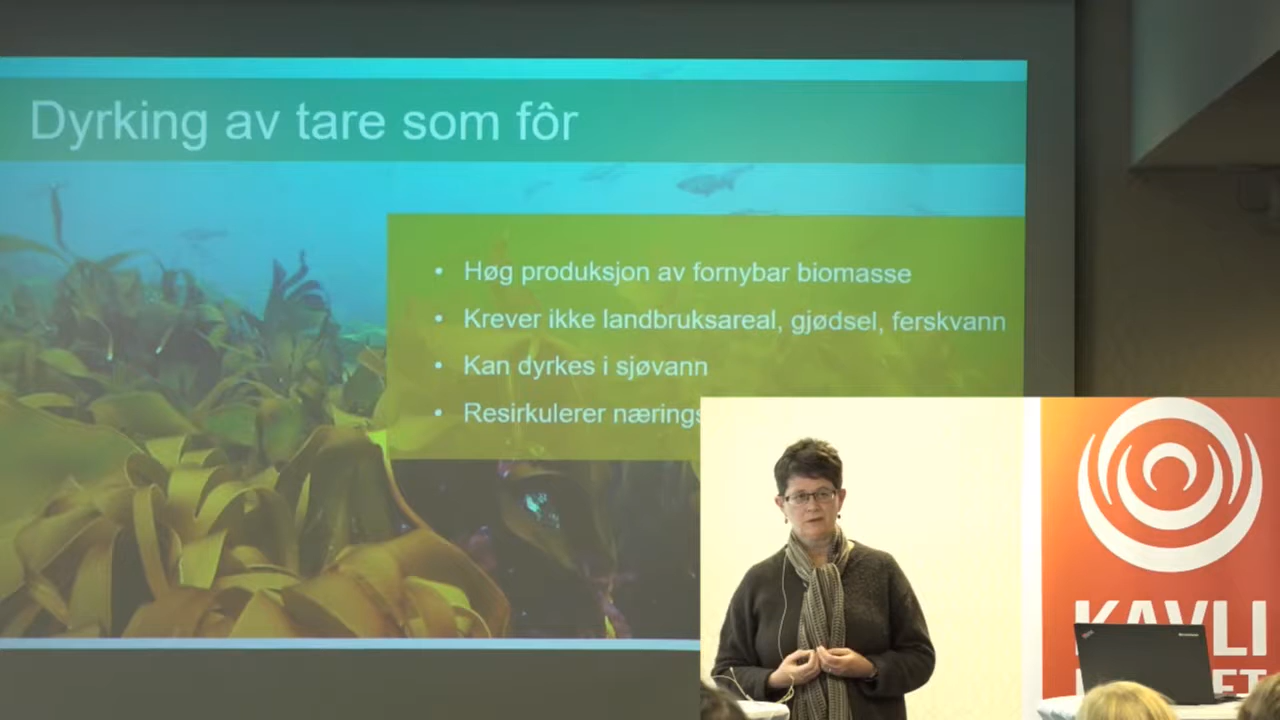 Dyrking av tare som fôr
• Høg produksjon av fornybar biomasse
• Krever ikke landbruksareal, gjødsel, ferskvann
• Kan dyrkes i sjøvann
• Resirkulerer
KAVLI